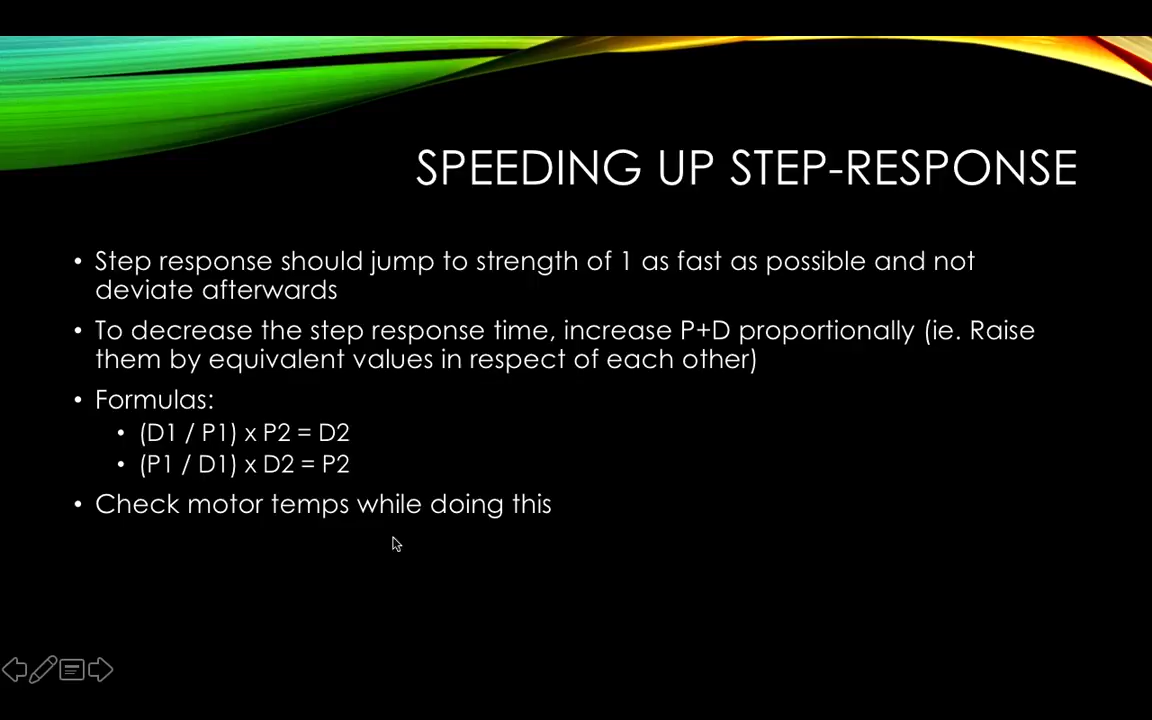 SPEEDING UP STEP-RESPONSE
• Step response should jump to strength of 1 as fast as possible and not
deviate afterwards
• To decrease the step response time, increase P+D proportionally (ie. Raise
them by equivalent values in respect of each other)
• Formulas:
• (D1 / P1) x P2 = D2
• (P1 / D1) x D2 = P2
• Check motor temps while doing this